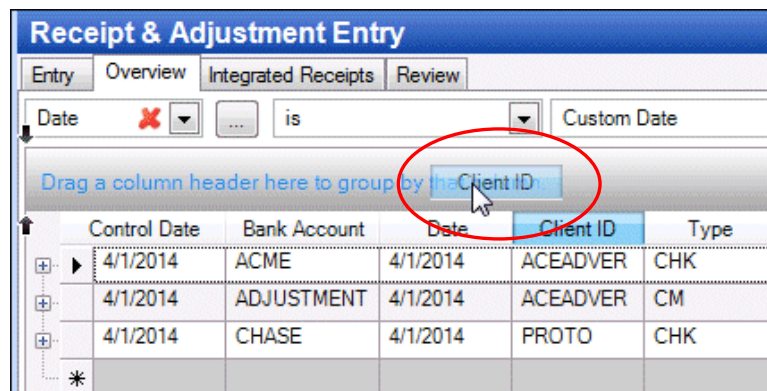 Receipt & Adjustment Entry
Entry Overview Integrated Receipts Review
Date ... is Custom Date
Drag a column header here to group by that Client ID
Control Date Bank Account Date Client ID Type
4/1/2014 ACME 4/1/2014 ACEADVER CHK
4/1/2014 ADJUSTMENT 4/1/2014 ACEADVER CM
4/1/2014 CHASE 4/1/2014 PROTO CHK